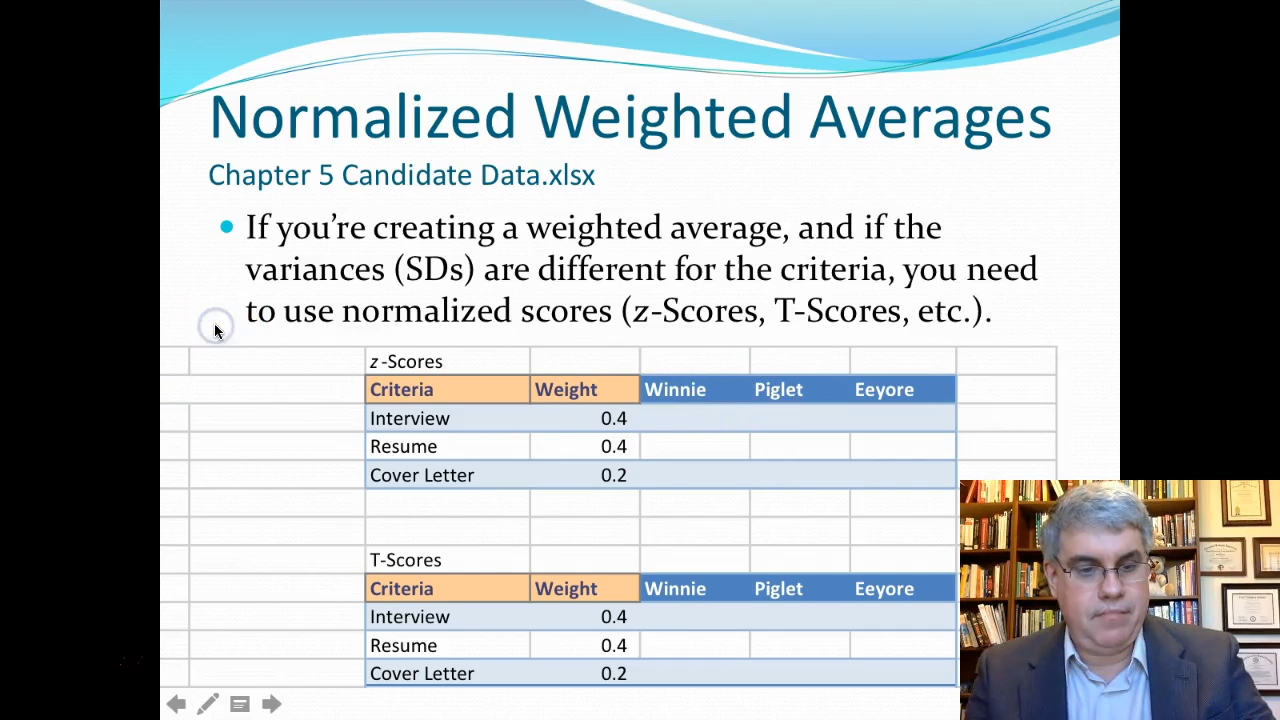 Normalized Weighted Averages
Chapter 5 Candidate Data.xlsx
• If you’re creating a weighted average, and if the
variances (SDs) are different for the criteria, you need
to use normalized scores (z-Scores, T-Scores, etc.).
z-Scores
Criteria Weight Winnie Piglet Eeyore
Interview 0.4
Resume 0.4
Cover Letter 0.2
T-Scores
Criteria Weight Winnie Piglet Eeyore
Interview 0.4
Resume 0.4
Cover Letter 0.2